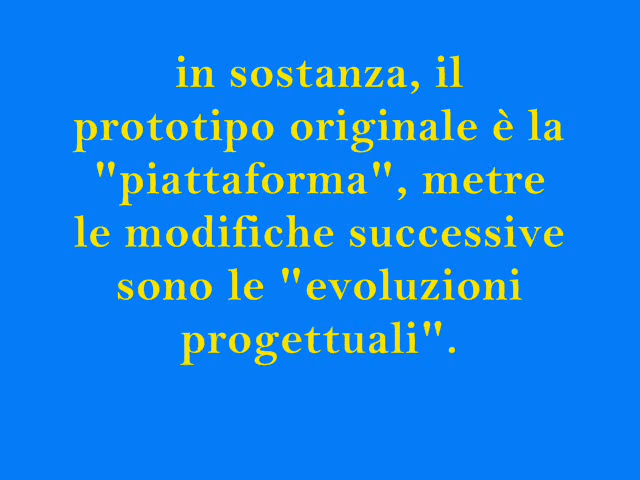 in sostanza, il
prototipo originale è la
"piattaforma", metre
le modifiche successive
sono le "evoluzioni
progettuali".